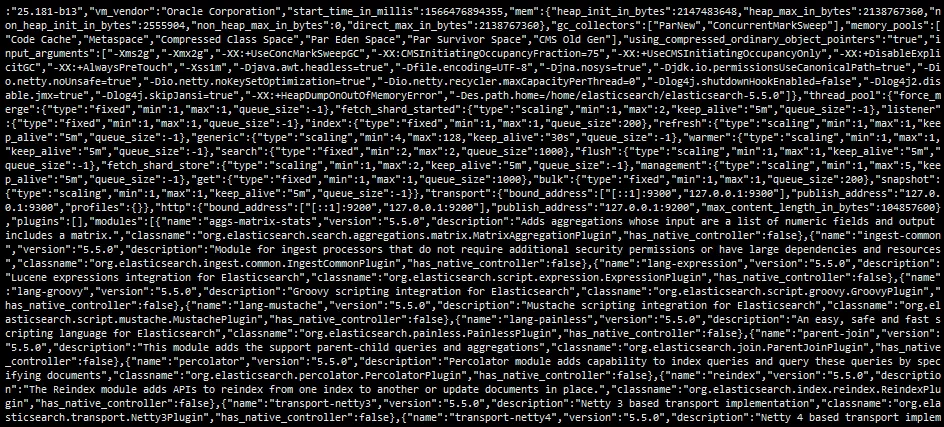 :"25.181-b13","vm_vendor":"Oracle Corporation","start_time_in_millis":1566476894355,"mem":{"heap_init_in_bytes":2147483648,"heap_max_in_bytes":2138767360,"n
on_heap_init_in_bytes":2555904,"non_heap_max_in_bytes":0,"direct_max_in_bytes":2138767360},"gc_collectors":["ParNew","ConcurrentMarkSweep"],"memory_pools":[
"Code Cache","Metaspace","Compressed Class Space","Par Eden Space","Par Survivor Space","CMS Old Gen"],"using_compressed_ordinary_object_pointers":"true","i
nput_arguments":["-Xms2g","-Xmx2g","-XX:+UseConcMarkSweepGC","-XX:CMSInitiatingOccupancyFraction=75","-XX:+UseCMSInitiatingOccupancyOnly","-XX:+DisableExpli
citGC","-XX:+AlwaysPreTouch","-Xss1m","-Djava.awt.headless=true","-Dfile.encoding=UTF-8","-Djna.nosys=true","-Djdk.io.permissionsUseCanonicalPath=true","-Di
o.netty.noUnsafe=true","-Dio.netty.noKeySetOptimization=true","-Dio.netty.recycler.maxCapacityPerThread=0","-Dlog4j.shutdownHookEnabled=false","-Dlog4j2.dis
able.jmx=true","-Dlog4j.skipJansi=true","-XX:+HeapDumpOnOutOfMemoryError","-Des.path.home=/home/elasticsearch/elasticsearch-5.5.0"]},"thread_pool":{"force_m
erge":{"type":"fixed","min":1,"max":1,"queue_size":-1},"fetch_shard_started":{"type":"scaling","min":1,"max":2,"keep_alive":"5m","queue_size":-1},"listener"
:{"type":"fixed","min":1,"max":1,"queue_size":-1},"index":{"type":"fixed","min":1,"max":1,"queue_size":200},"refresh":{"type":"scaling","min":1,"max":1,"kee
p_alive":"5m","queue_size":-1},"generic":{"type":"scaling","min":4,"max":128,"keep_alive":"30s","queue_size":-1},"warmer":{"type":"scaling","min":1,"max":1,
"keep_alive":"5m","queue_size":-1},"search":{"type":"fixed","min":2,"max":2,"queue_size":1000},"flush":{"type":"scaling","min":1,"max":1,"keep_alive":"5m","
queue_size":-1},"fetch_shard_store":{"type":"scaling","min":1,"max":2,"keep_alive":"5m","queue_size":-1},"management":{"type":"scaling","min":1,"max":5,"kee
p_alive":"5m","queue_size":-1},"get":{"type":"fixed","min":1,"max":1,"queue_size":1000},"bulk":{"type":"fixed","min":1,"max":1,"queue_size":200},"snapshot":
{"type":"scaling","min":1,"max":1,"keep_alive":"5m","queue_size":-1}},"transport":{"bound_address":["[::1]:9300","127.0.0.1:9300"],"publish_address":"127.0.
0.1:9300","profiles":{}},"http":{"bound_address":["[::1]:9200","127.0.0.1:9200"],"publish_address":"127.0.0.1:9200","max_content_length_in_bytes":104857600}
,"plugins":[],"modules":[{"name":"aggs-matrix-stats","version":"5.5.0","description":"Adds aggregations whose input are a list of numeric fields and output
includes a matrix.","classname":"org.elasticsearch.search.aggregations.matrix.MatrixAggregationPlugin","has_native_controller":false},{"name":"ingest-common
","version":"5.5.0","description":"Module for ingest processors that do not require additional security permissions or have large dependencies and resources
","classname":"org.elasticsearch.ingest.common.IngestCommonPlugin","has_native_controller":false},{"name":"lang-expression","version":"5.5.0","description":
"Lucene expressions integration for Elasticsearch","classname":"org.elasticsearch.script.expression.ExpressionPlugin","has_native_controller":false},{"name"
:"lang-groovy","version":"5.5.0","description":"Groovy scripting integration for Elasticsearch","classname":"org.elasticsearch.script.groovy.GroovyPlugin","
has_native_controller":false},{"name":"lang-mustache","version":"5.5.0","description":"Mustache scripting integration for Elasticsearch","classname":"org.el
asticsearch.script.mustache.MustachePlugin","has_native_controller":false},{"name":"lang-painless","version":"5.5.0","description":"An easy, safe and fast s
cripting language for Elasticsearch","classname":"org.elasticsearch.painless.PainlessPlugin","has_native_controller":false},{"name":"parent-join","version":
"5.5.0","description":"This module adds the support parent-child queries and aggregations","classname":"org.elasticsearch.join.ParentJoinPlugin","has_native
_controller":false},{"name":"percolator","version":"5.5.0","description":"Percolator module adds capability to index queries and query these queries by spec
ifying documents","classname":"org.elasticsearch.percolator.PercolatorPlugin","has_native_controller":false},{"name":"reindex","version":"5.5.0","descriptio
n":"The Reindex module adds APIs to reindex from one index to another or update documents in place.","classname":"org.elasticsearch.index.reindex.ReindexPlu
gin","has_native_controller":false},{"name":"transport-netty3","version":"5.5.0","description":"Netty 3 based transport implementation","classname":"org.ela
sticsearch.transport.Netty3Plugin","has_native_controller":false},{"name":"transport-netty4","version":"5.5.0","description":"Netty 4 based transport implem